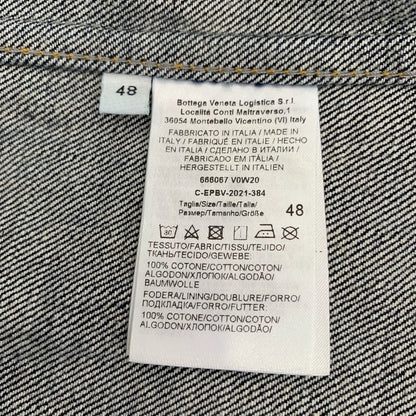 48
Bottega Veneta Logistica S.r.l
Località Conti Maltraverso,1
36054 Montebello Vicentino (VI) Italy
FABBRICATO IN ITALIA / MADE IN
ITALY / FABRIQUÉ EN ITALIE / HECHO
EN ITALIA / СДЕЛАНО В ИТАЛИИ /
FABRICADO EM ITÁLIA /
HERGESTELLT IN ITALIEN
666067 V0W20
C-EPBV-2021-384
Taglia/Size/Taille/Talla/
Размер/Tamanho/Größe
48
TESSUTO/FABRIC/TISSU/TEJIDO/
ТКАНЬ/TECIDO/GEWEBE:
100% COTONE/COTTON/COTON/
ALGODON/ХЛОПОК/ALGODÃO/
BAUMWOLLE
FODERA/LINING/DOUBLURE/FORRO/
ПОДКЛАДКА/FORRO/FUTTER:
100% COTONE/COTTON/COTON/
ALGODON/ХЛОПОК/ALGODÃO/